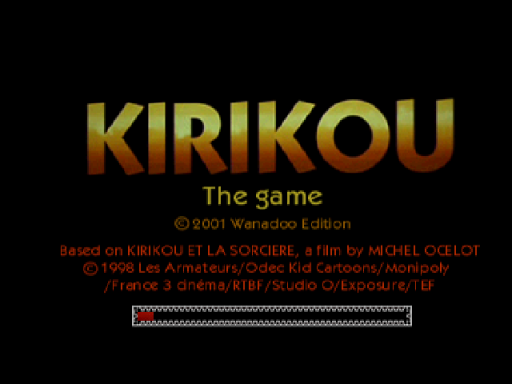 KIRIKOU
The game
©2001 Wanadoo Edition
Based on KIRIKOU ET LA SORCIERE, a film by MICHEL OCELOT
©1998 Les Armateurs/Odec Kid Cartoons/Monipoly
/France 3 cinéma/RTBF/Studio O/Exposure/TEF